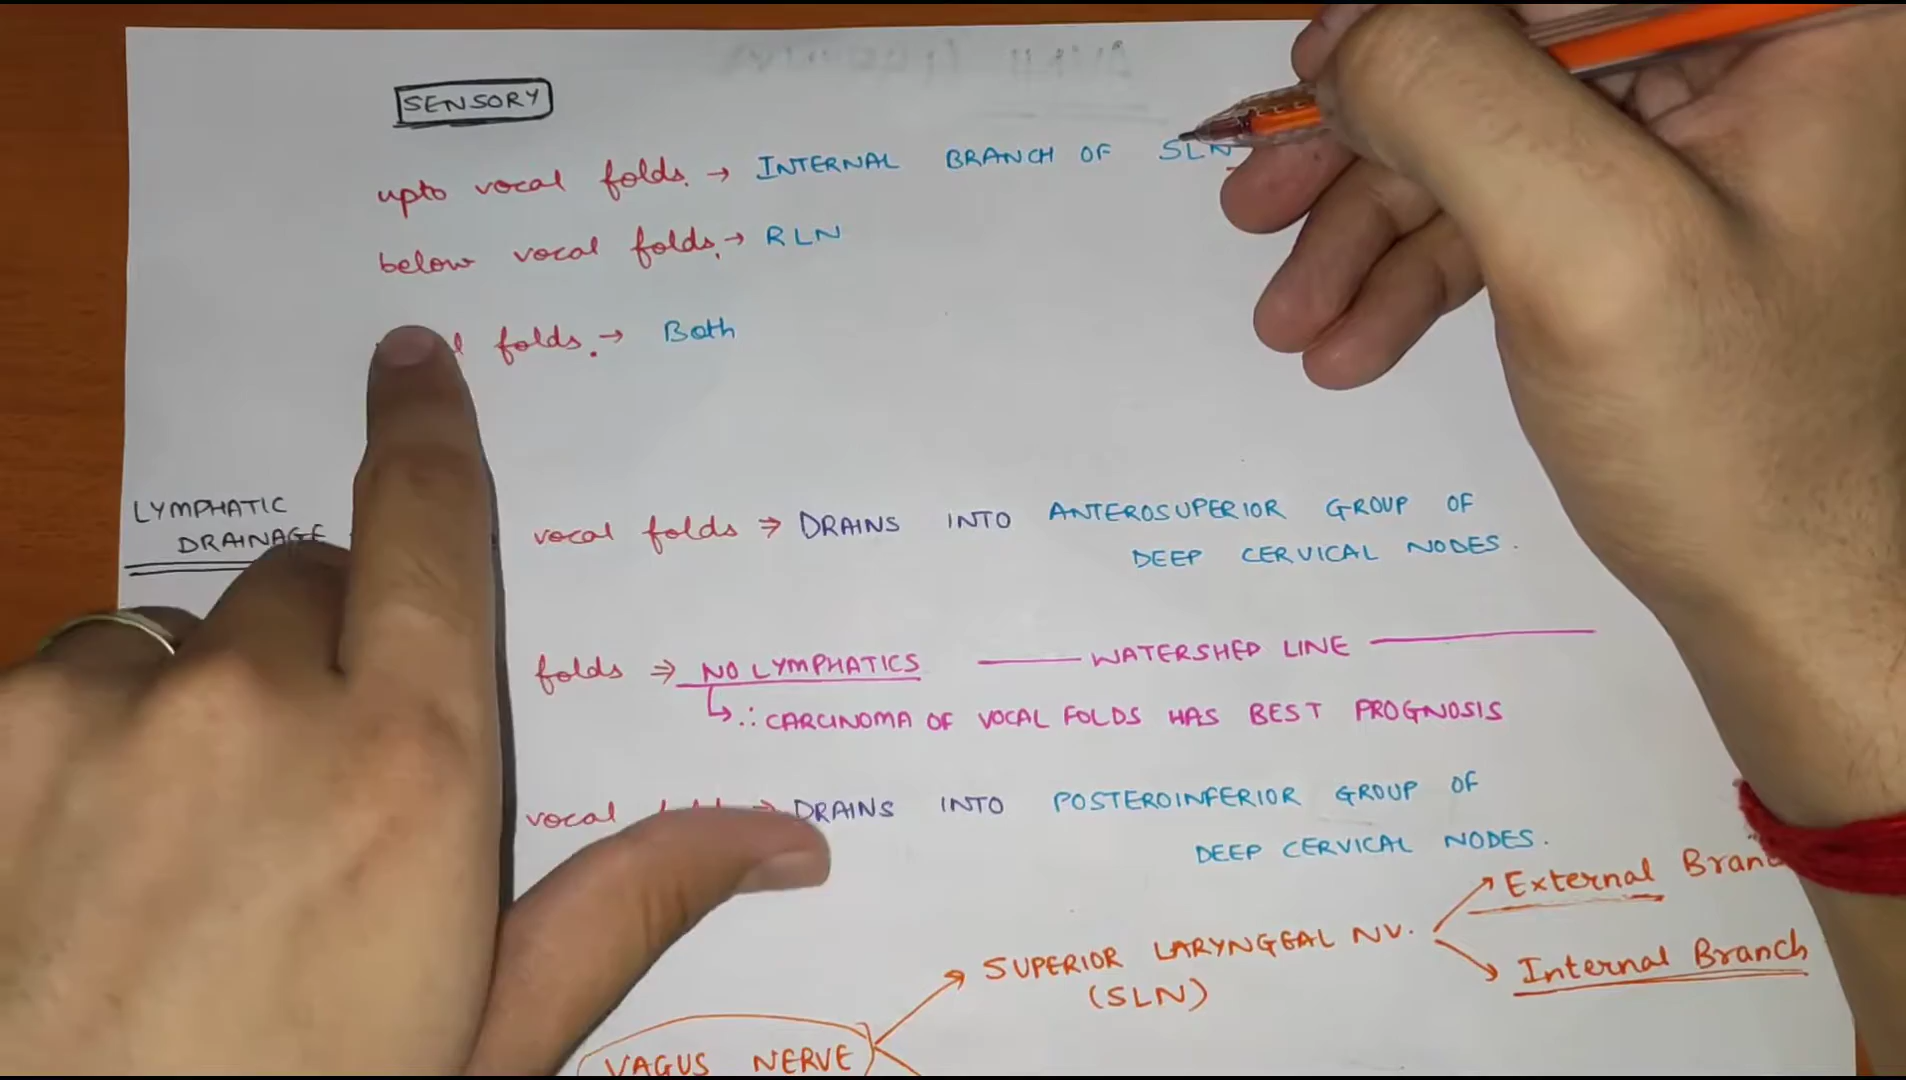 SENSORY
upto vocal folds. → INTERNAL BRANCH OF SLN
below vocal folds. → RLN
folds. → Both
LYMPHATIC
DRAINAGE
vocal folds ⇒ DRAINS INTO ANTEROSUPERIOR GROUP OF
DEEP CERVICAL NODES.
folds ⇒ NO LYMPHATICS —— WATERSHED LINE ——
↳ ∴ CARCINOMA OF VOCAL FOLDS HAS BEST PROGNOSIS
vocal DRAINS INTO POSTEROINFERIOR GROUP OF
DEEP CERVICAL NODES.
External
Internal Branch
SUPERIOR LARYNGEAL NV.
(SLN)
VAGUS NERVE